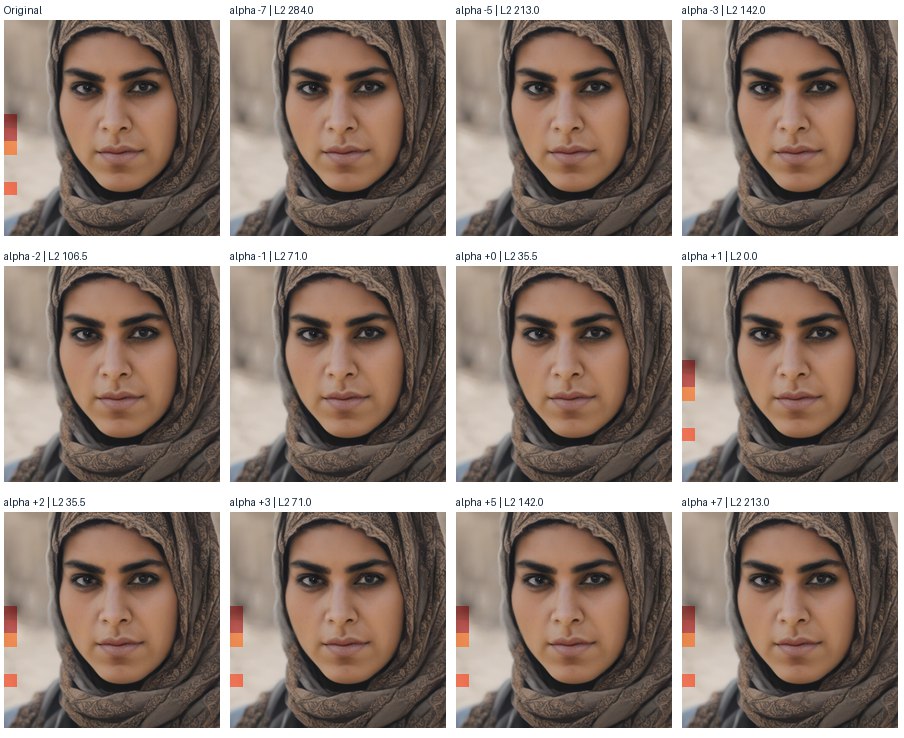 Original
alpha -7 | L2 284.0
alpha -5 | L2 213.0
alpha -3 | L2 142.0
alpha -2 | L2 106.5
alpha -1 | L2 71.0
alpha +0 | L2 35.5
alpha +1 | L2 0.0
alpha +2 | L2 35.5
alpha +3 | L2 71.0
alpha +5 | L2 142.0
alpha +7 | L2 213.0